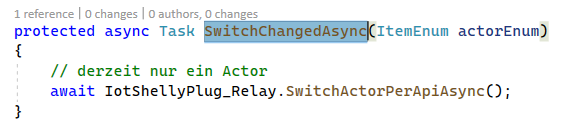 1 reference | 0 changes | 0 authors, 0 changes
protected async Task SwitchChangedAsync(ItemEnum actorEnum)
{
// derzeit nur ein Actor
await IotShellyPlug_Relay.SwitchActorPerApiAsync();
}